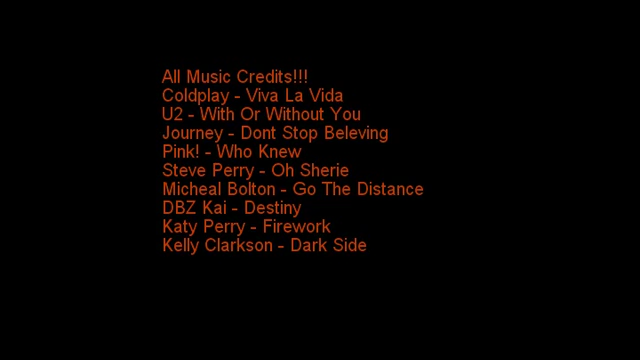 All Music Credits!!!
Coldplay - Viva La Vida
U2 - With Or Without You
Journey - Dont Stop Beleving
Pink! - Who Knew
Steve Perry - Oh Sherie
Micheal Bolton - Go The Distance
DBZ Kai - Destiny
Katy Perry - Firework
Kelly Clarkson - Dark Side